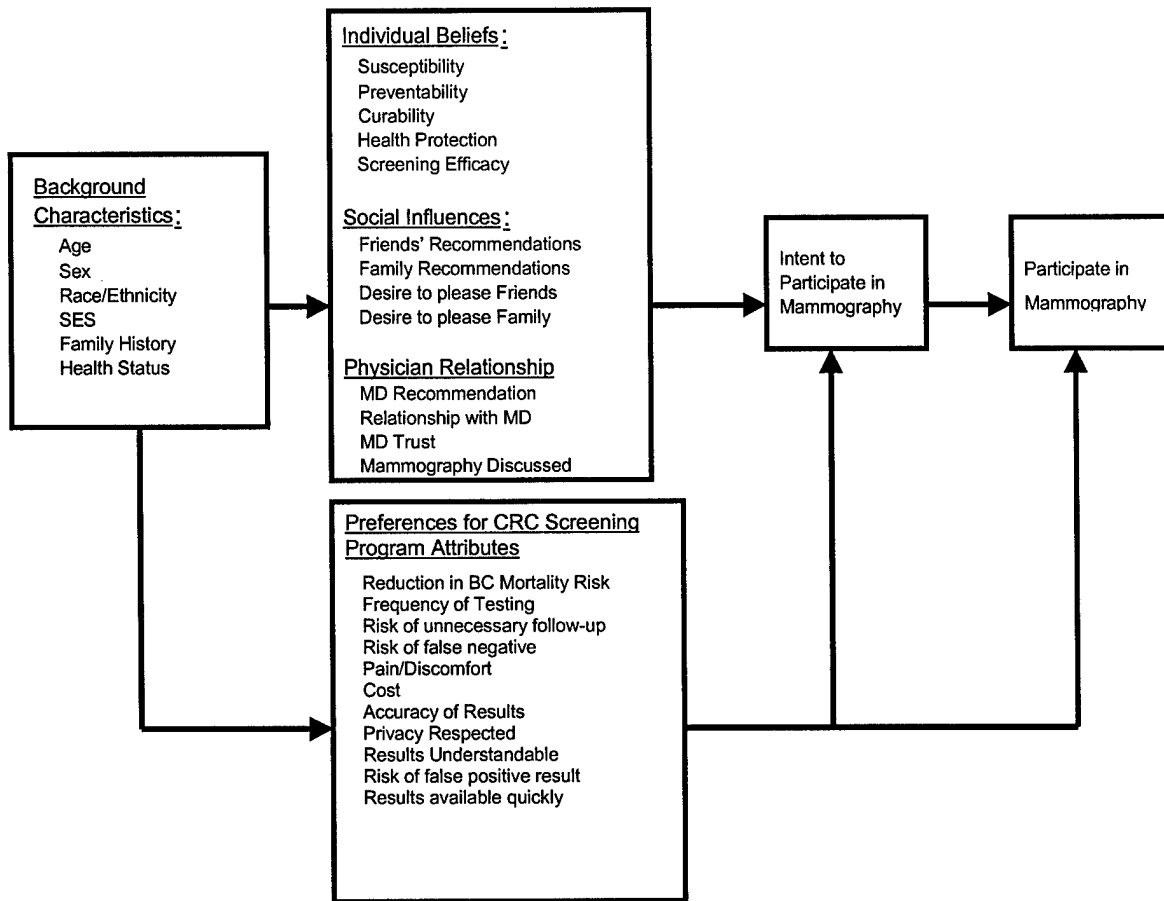 Background
Characteristics:
Age
Sex
Race/Ethnicity
SES
Family History
Health Status
Individual Beliefs:
Susceptibility
Preventability
Curability
Health Protection
Screening Efficacy
Social Influences:
Friends' Recommendations
Family Recommendations
Desire to please Friends
Desire to please Family
Physician Relationship
MD Recommendation
Relationship with MD
MD Trust
Mammography Discussed
Preferences for CRC Screening
Program Attributes
Reduction in BC Mortality Risk
Frequency of Testing
Risk of unnecessary follow-up
Risk of false negative
Pain/Discomfort
Cost
Accuracy of Results
Privacy Respected
Results Understandable
Risk of false positive result
Results available quickly
Intent to
Participate in
Mammography
Participate in
Mammography